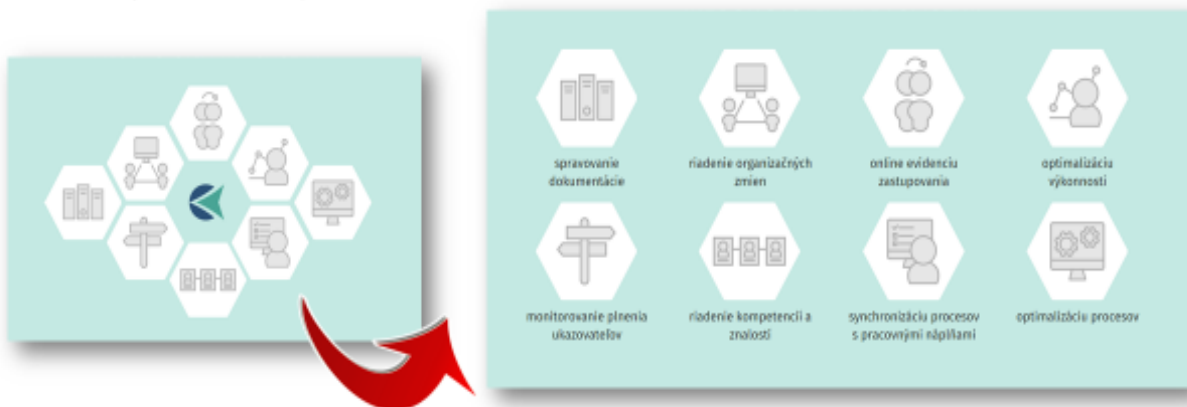 spravovanie
dokumentácie
riadenie organizačných
zmien
online evidenciu
zastupovania
optimalizáciu
výkonnosti
monitorovanie plnenia
ukazovateľov
riadenie kompetencií a
znalostí
synchronizáciu procesov
s pracovnými náplňami
optimalizáciu procesov